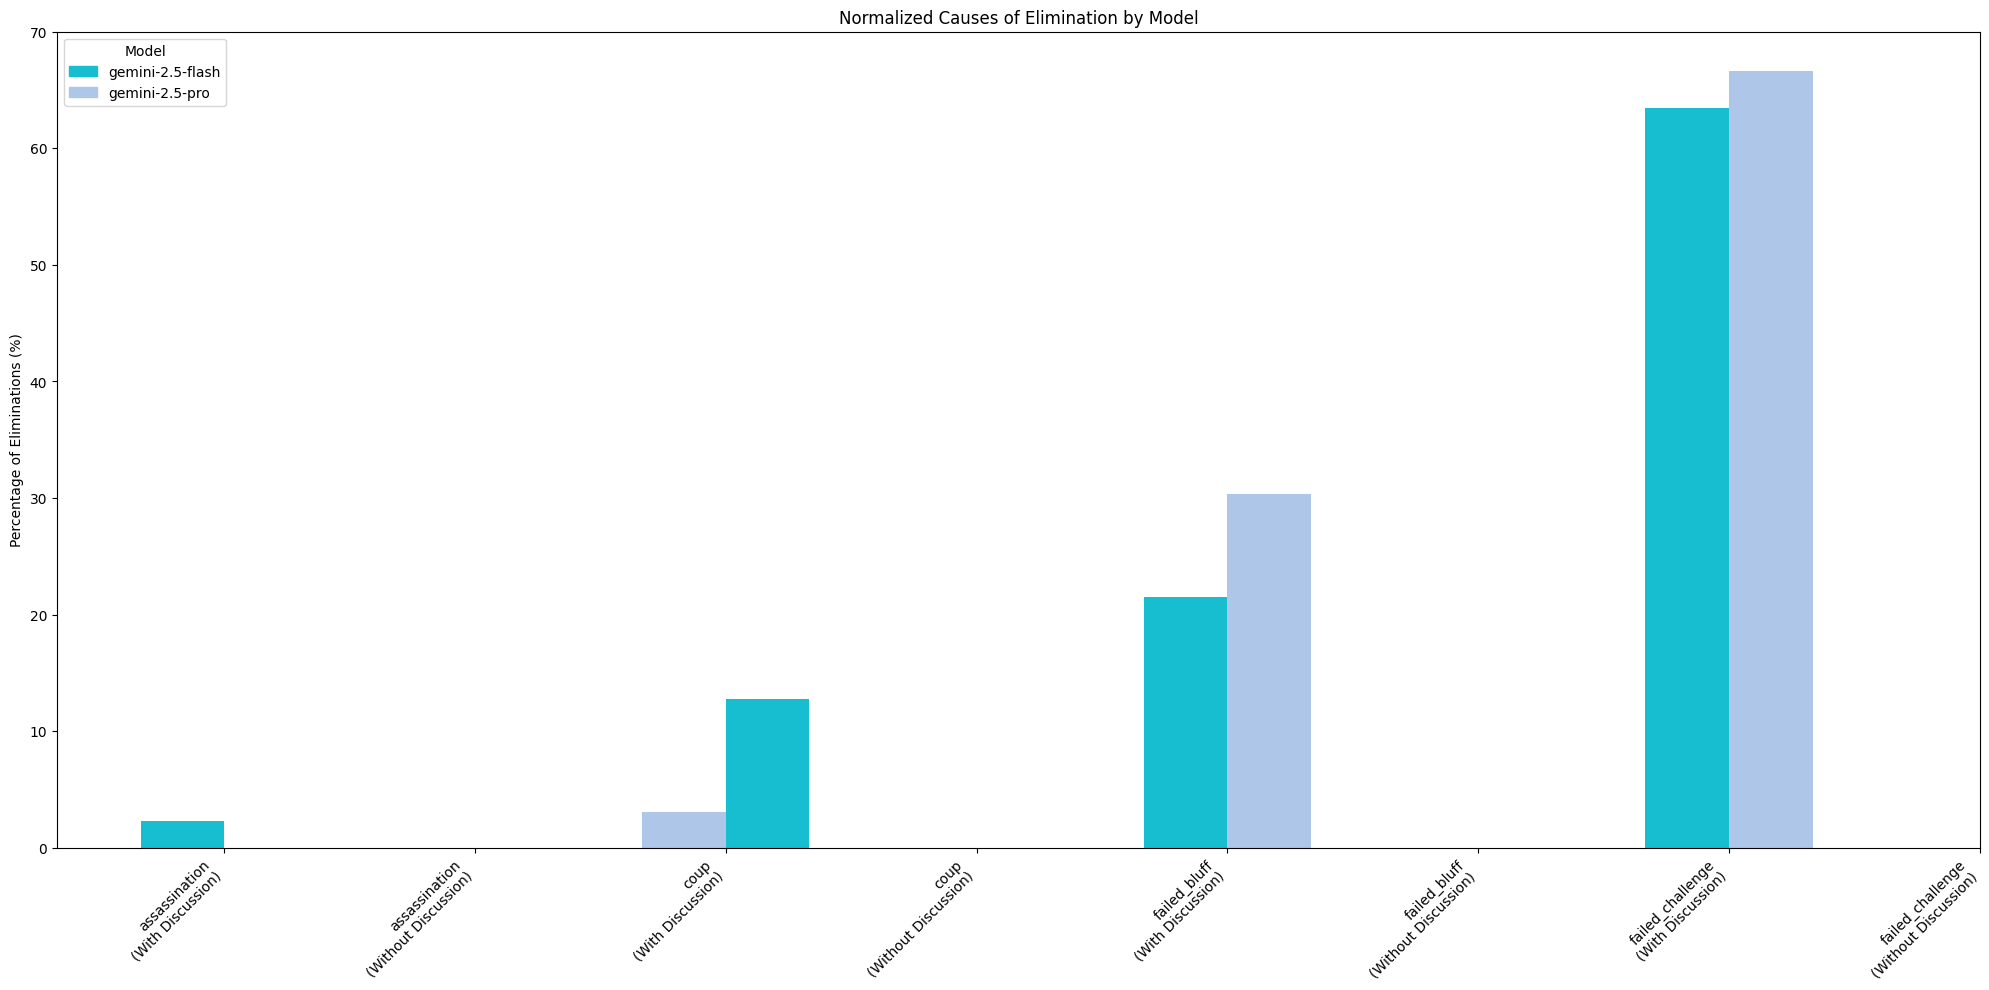 Normalized Causes of Elimination by Model
Model
gemini-2.5-flash
gemini-2.5-pro
Percentage of Eliminations (%)
70
60
50
40
30
20
10
0
assassination
(With Discussion)
assassination
(Without Discussion)
coup
(With Discussion)
coup
(Without Discussion)
failed_bluff
(With Discussion)
failed_bluff
(Without Discussion)
failed_challenge
(With Discussion)
failed_challenge
(Without Discussion)